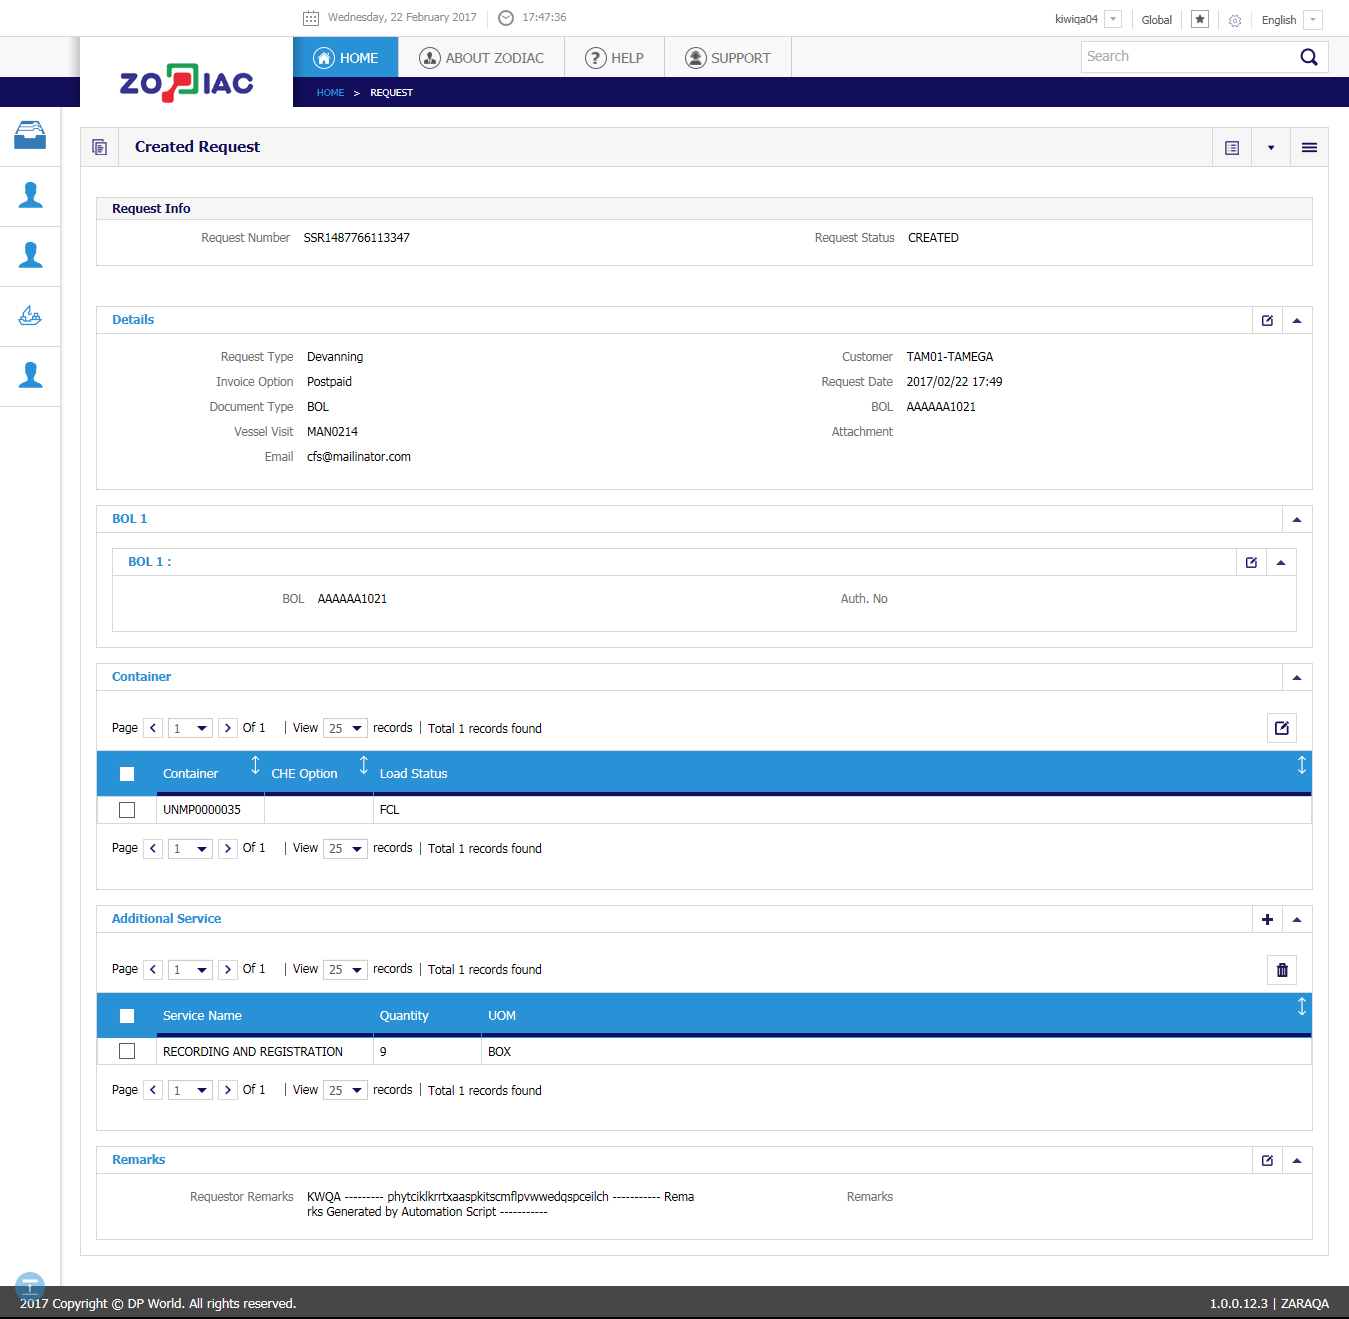 Wednesday, 22 February 2017 17:47:36 kiwiqa04 Global English
ZODIAC HOME ABOUT ZODIAC ? HELP SUPPORT Search
HOME > REQUEST
Created Request
Request Info
Request Number SSR1487766113347 Request Status CREATED
Details
Request Type Devanning Customer TAM01-TAMEGA
Invoice Option Postpaid Request Date 2017/02/22 17:49
Document Type BOL BOL AAAAAA1021
Vessel Visit MAN0214 Attachment
Email cfs@mailinator.com
BOL 1
BOL 1 :
BOL AAAAAA1021 Auth. No
Container
Page < 1 > Of 1 | View 25 records | Total 1 records found
Container CHE Option Load Status
UNMP0000035 FCL
Page < 1 > Of 1 | View 25 records | Total 1 records found
Additional Service
Page < 1 > Of 1 | View 25 records | Total 1 records found
Service Name Quantity UOM
RECORDING AND REGISTRATION 9 BOX
Page < 1 > Of 1 | View 25 records | Total 1 records found
Remarks
Requestor Remarks KWQA --------- phytciklkrrtxaaspkitscmflpvwwedqspceilch ----------- Rema Remarks
rks Generated by Automation Script -----------
2017 Copyright © DP World. All rights reserved. 1.0.0.12.3 | ZARAQA